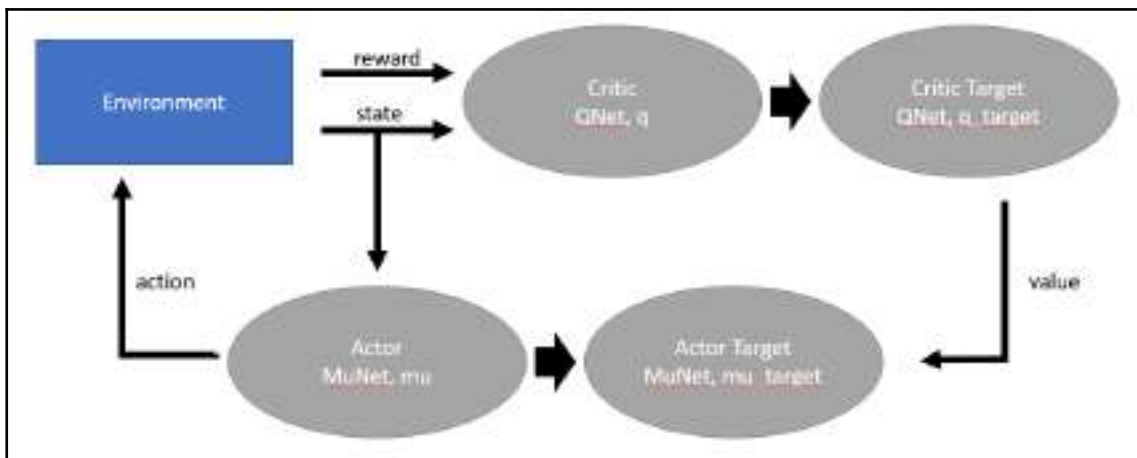 Environment
reward
state
Critic
QNet, q
Critic Target
QNet, q_target
action
value
Actor
MuNet, mu
Actor Target
MuNet, mu_target